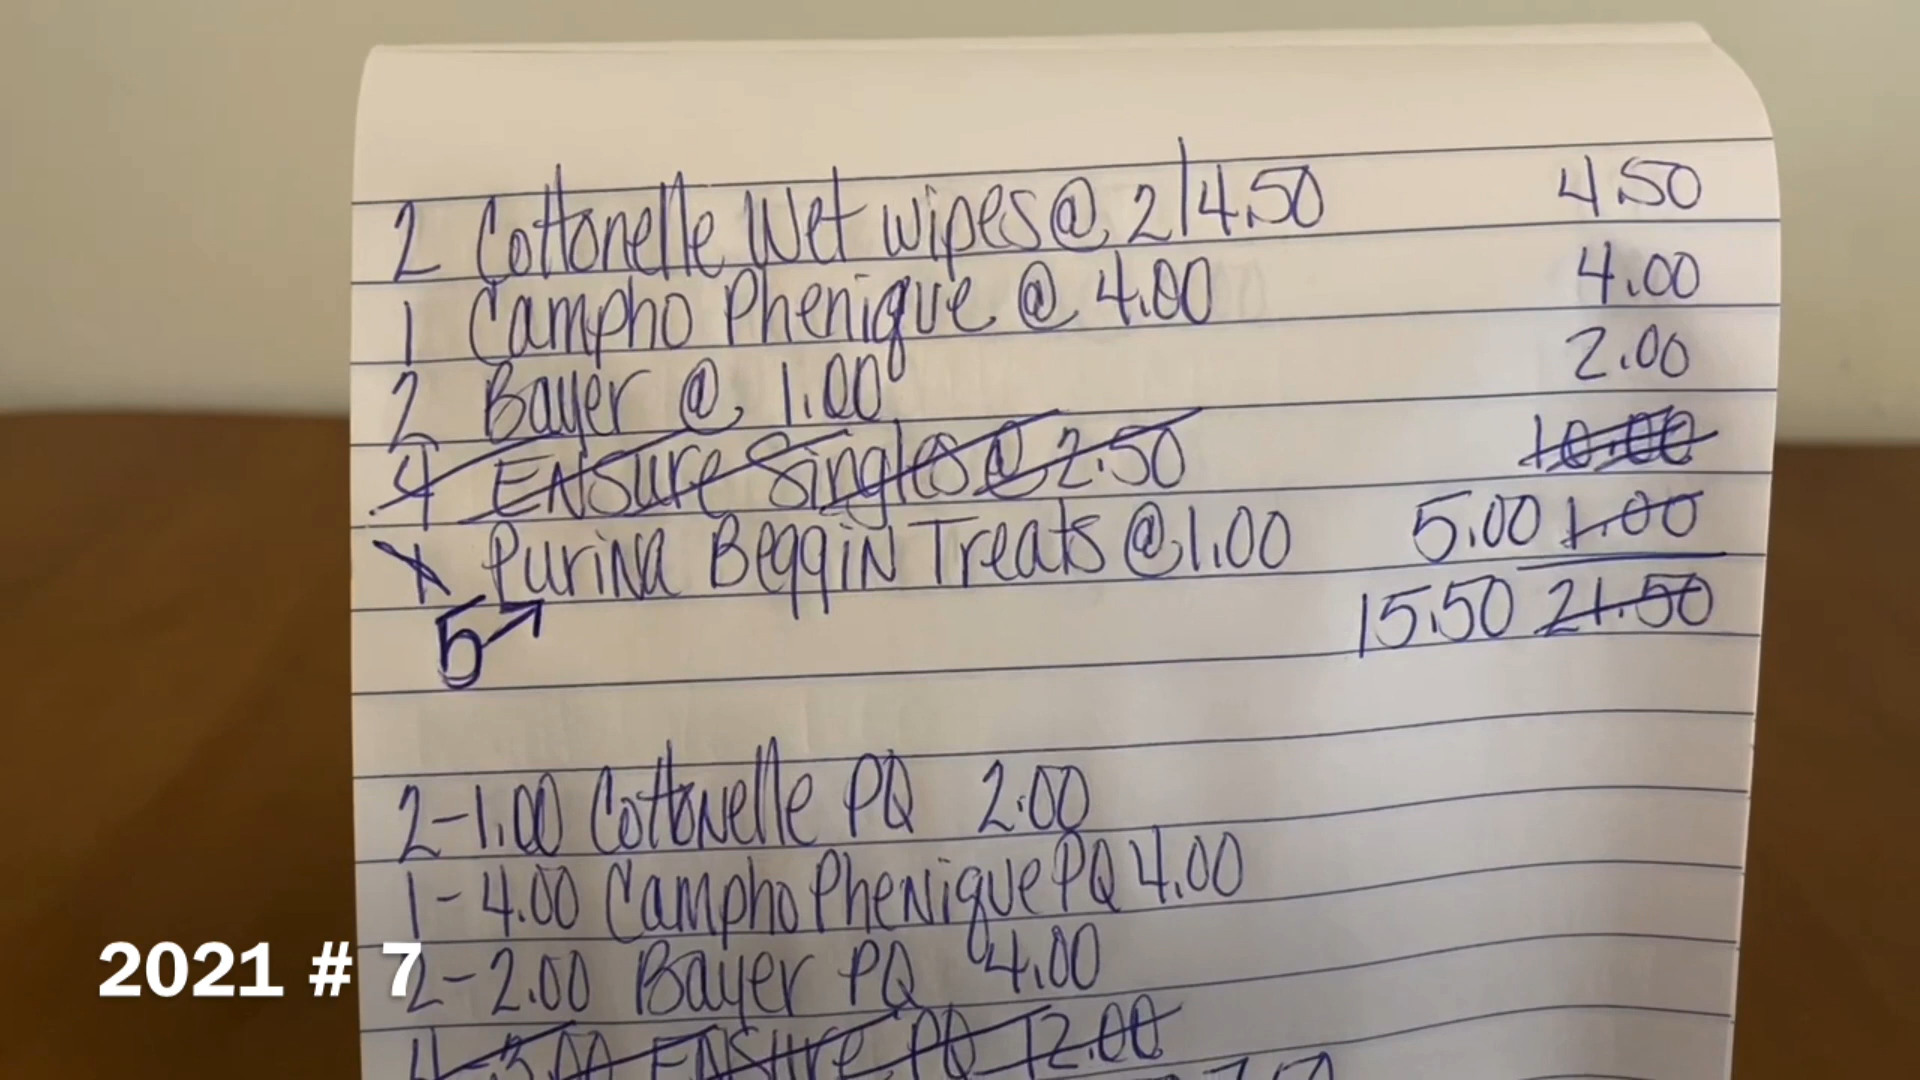 2 Cottonelle Wet wipes @ 2/4.50 4.50
1 Campho Phenique @ 4.00 4.00
2 Bayer @ 1.00 2.00
4 Ensure Singles @ 2.50 10.00
Purina Beggin Treats @ 1.00 5.00 1.00
5 15.50 21.50
2-1.00 Cottonelle PQ 2.00
1-4.00 Campho Phenique PQ 4.00
2-2.00 Bayer PQ 4.00
4-3.00 Ensure PQ 12.00
2021 # 7